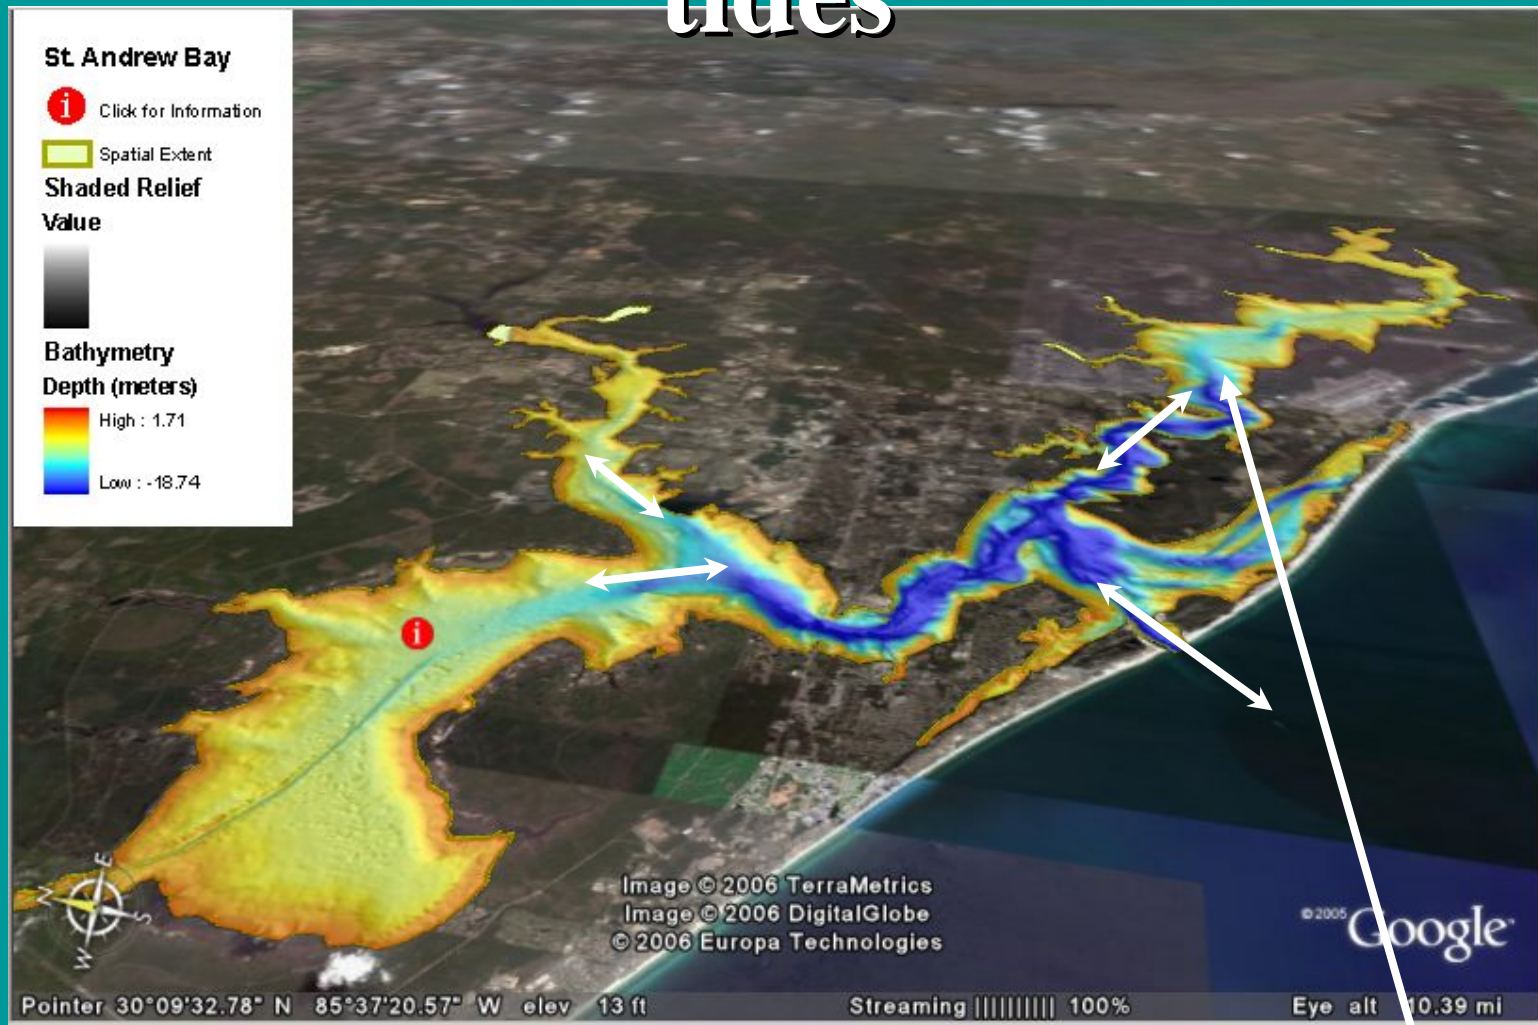 tides
St. Andrew Bay
i Click for Information
Spatial Extent
Shaded Relief
Value
Bathymetry
Depth (meters)
High : 1.71
Low : -18.74
i
N
E
S
W
Image © 2006 TerraMetrics
Image © 2006 DigitalGlobe
© 2006 Europa Technologies
©2005 Google™
Pointer 30°09'32.78" N 85°37'20.57" W elev 13 ft Streaming |||||||||| 100% Eye alt 10.39 mi